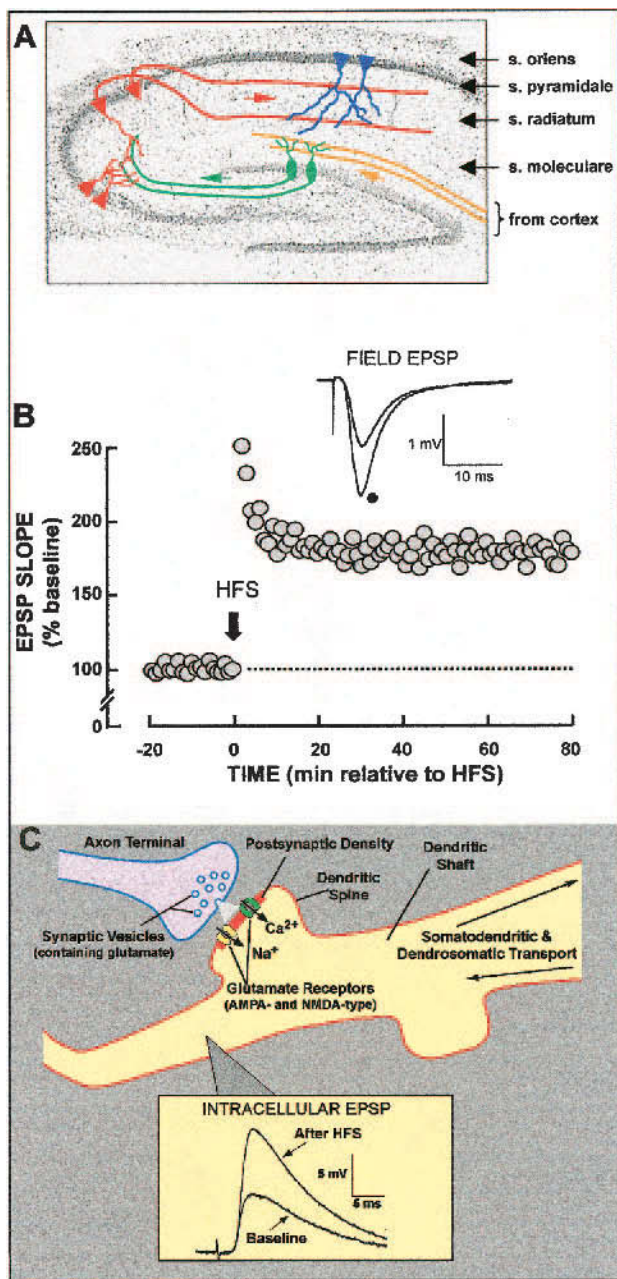 A
s. oriens
s. pyramidale
s. radiatum
s. moleculare
from cortex
B
FIELD EPSP
1 mV
10 ms
EPSP SLOPE
(% baseline)
250
200
150
100
0
HFS
-20
0
20
40
60
80
TIME (min relative to HFS)
C
Axon Terminal
Postsynaptic Density
Dendritic
Spine
Dendritic
Shaft
Synaptic Vesicles
(containing glutamate)
Ca2+
Na+
Somatodendritic &
Dendrosomatic Transport
Glutamate Receptors
(AMPA- and NMDA-type)
INTRACELLULAR EPSP
After HFS
5 mV
5 ms
Baseline